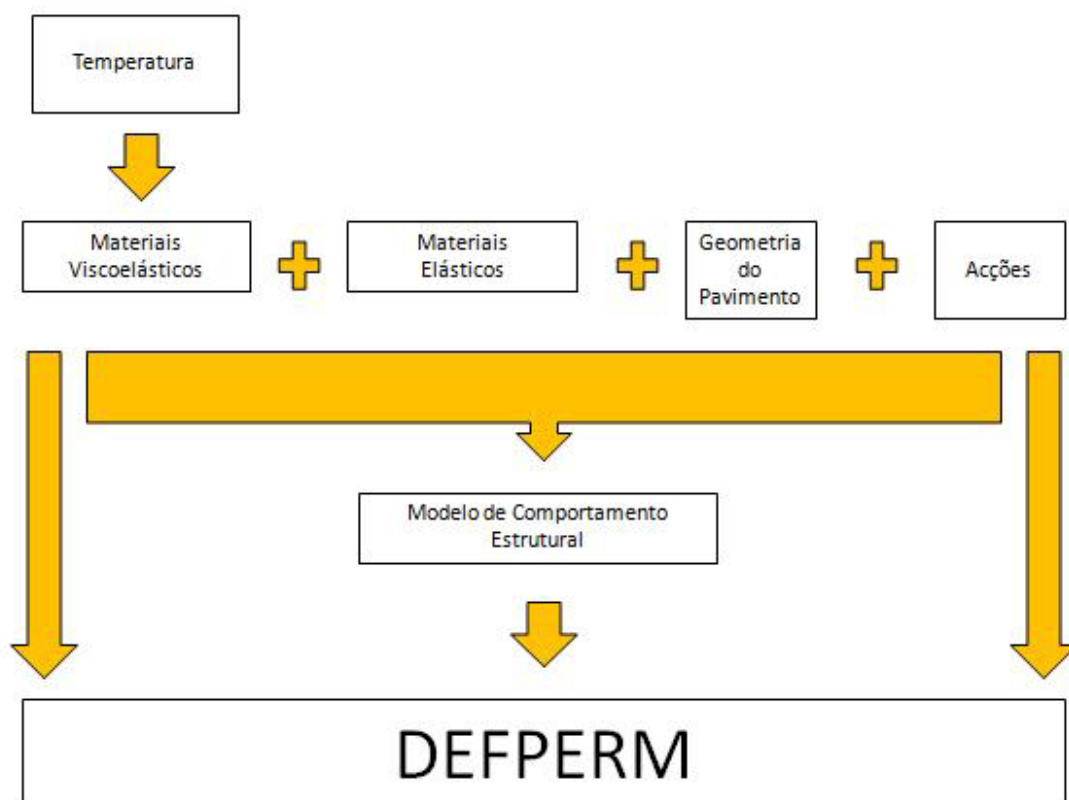 Temperatura
Materiais
Viscoelásticos
Materiais
Elásticos
Geometria
do
Pavimento
Acções
Modelo de Comportamento
Estrutural
DEFPERM